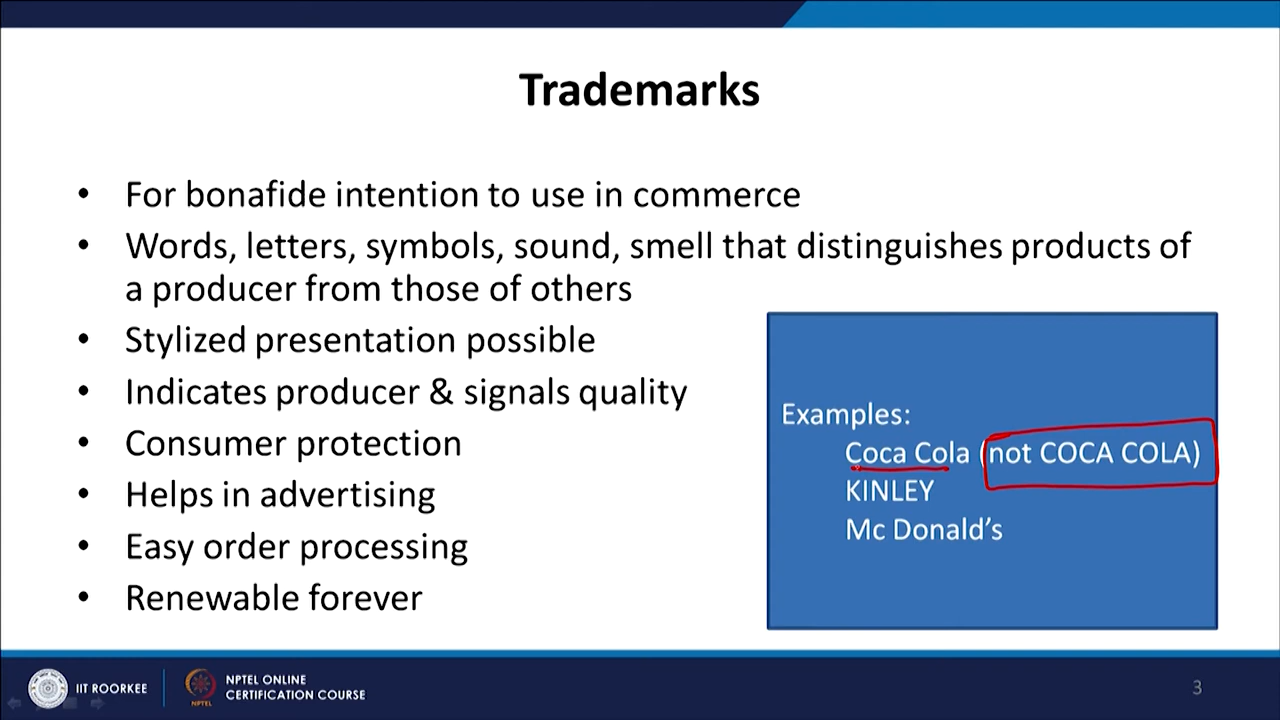 Trademarks
• For bonafide intention to use in commerce
• Words, letters, symbols, sound, smell that distinguishes products of
a producer from those of others
• Stylized presentation possible
• Indicates producer & signals quality
• Consumer protection
• Helps in advertising
• Easy order processing
• Renewable forever
Examples:
Coca Cola (not COCA COLA)
KINLEY
Mc Donald’s
IIT ROORKEE
NPTEL
NPTEL ONLINE
CERTIFICATION COURSE
3